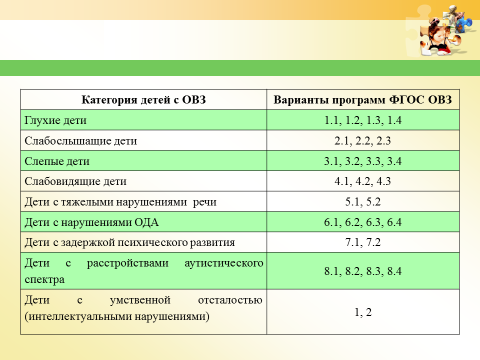 Категория детей с ОВЗ Варианты программ ФГОС ОВЗ
Глухие дети 1.1, 1.2, 1.3, 1.4
Слабослышащие дети 2.1, 2.2, 2.3
Слепые дети 3.1, 3.2, 3.3, 3.4
Слабовидящие дети 4.1, 4.2, 4.3
Дети с тяжелыми нарушениями речи 5.1, 5.2
Дети с нарушениями ОДА 6.1, 6.2, 6.3, 6.4
Дети с задержкой психического развития 7.1, 7.2
Дети с расстройствами аутистического
спектра 8.1, 8.2, 8.3, 8.4
Дети с умственной отсталостью
(интеллектуальными нарушениями) 1, 2